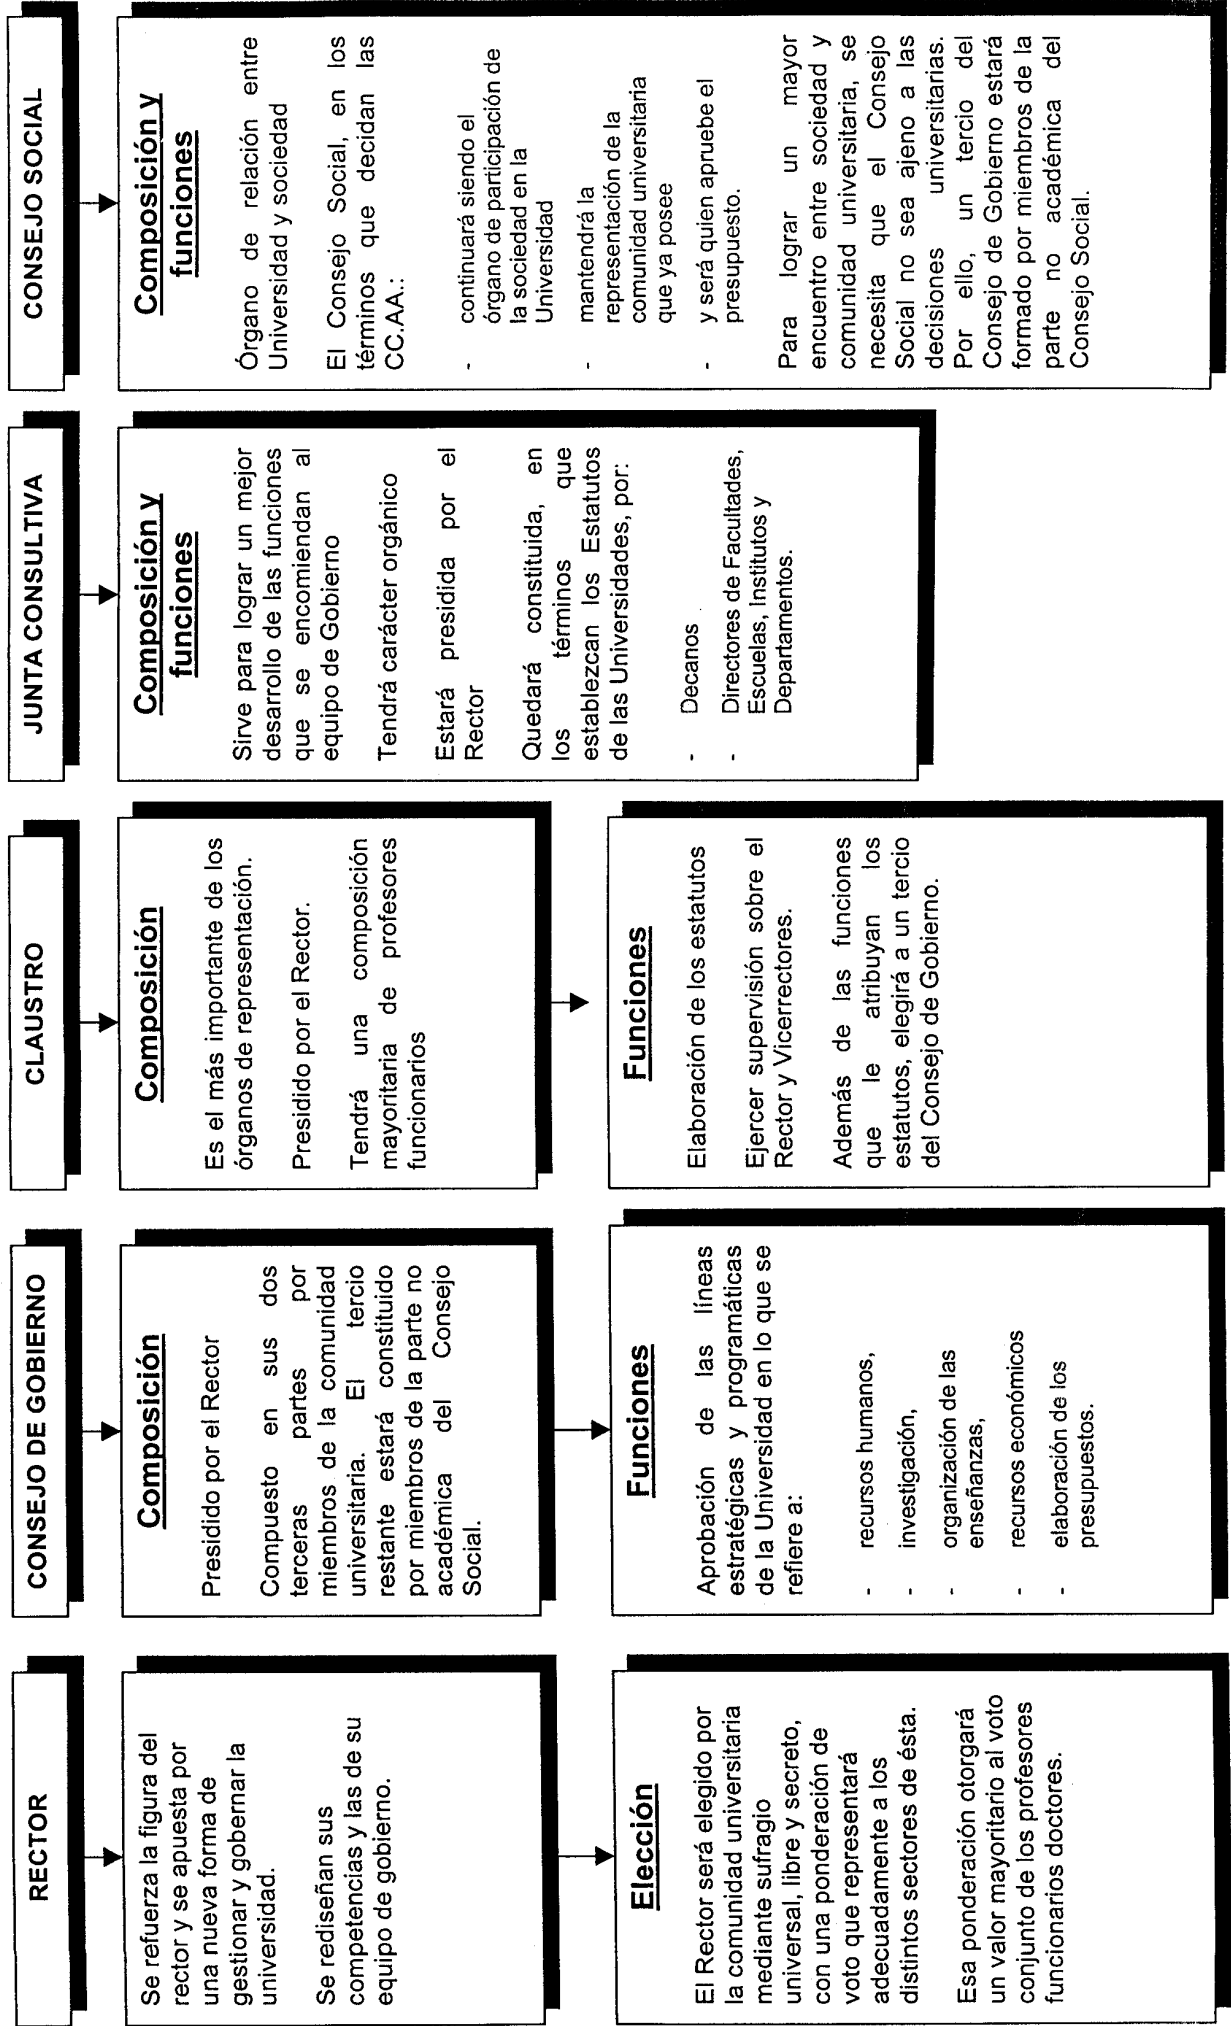 RECTOR
Se refuerza la figura del
rector y se apuesta por
una nueva forma de
gestionar y gobernar la
universidad.
Se rediseñan sus
competencias y las de su
equipo de gobierno.
Elección
El Rector será elegido por
la comunidad universitaria
mediante sufragio
universal, libre y secreto,
con una ponderación de
voto que representará
adecuadamente a los
distintos sectores de ésta.
Esa ponderación otorgará
un valor mayoritario al voto
conjunto de los profesores
funcionarios doctores.
CONSEJO DE GOBIERNO
Composición
Presidido por el Rector
Compuesto en sus dos
terceras partes por
miembros de la comunidad
universitaria. El tercio
restante estará constituido
por miembros de la parte no
académica del Consejo
Social.
Funciones
Aprobación de las líneas
estratégicas y programáticas
de la Universidad en lo que se
refiere a:
- recursos humanos,
- investigación,
- organización de las
enseñanzas,
- recursos económicos
- elaboración de los
presupuestos.
CLAUSTRO
Composición
Es el más importante de los
órganos de representación.
Presidido por el Rector.
Tendrá una composición
mayoritaria de profesores
funcionarios
Funciones
Elaboración de los estatutos
Ejercer supervisión sobre el
Rector y Vicerrectores.
Además de las funciones
que le atribuyan los
estatutos, elegirá a un tercio
del Consejo de Gobierno.
JUNTA CONSULTIVA
Composición y
funciones
Sirve para lograr un mejor
desarrollo de las funciones
que se encomiendan al
equipo de Gobierno
Tendrá carácter orgánico
Estará presidida por el
Rector
Quedará constituida, en
los términos que
establezcan los Estatutos
de las Universidades, por:
- Decanos
- Directores de Facultades,
Escuelas, Institutos y
Departamentos.
CONSEJO SOCIAL
Composición y
funciones
Órgano de relación entre
Universidad y sociedad
El Consejo Social, en los
términos que decidan las
CC.AA.:
- continuará siendo el
órgano de participación de
la sociedad en la
Universidad
- mantendrá la
representación de la
comunidad universitaria
que ya posee
- y será quien apruebe el
presupuesto.
Para lograr un mayor
encuentro entre sociedad y
comunidad universitaria, se
necesita que el Consejo
Social no sea ajeno a las
decisiones universitarias.
Por ello, un tercio del
Consejo de Gobierno estará
formado por miembros de la
parte no académica del
Consejo Social.